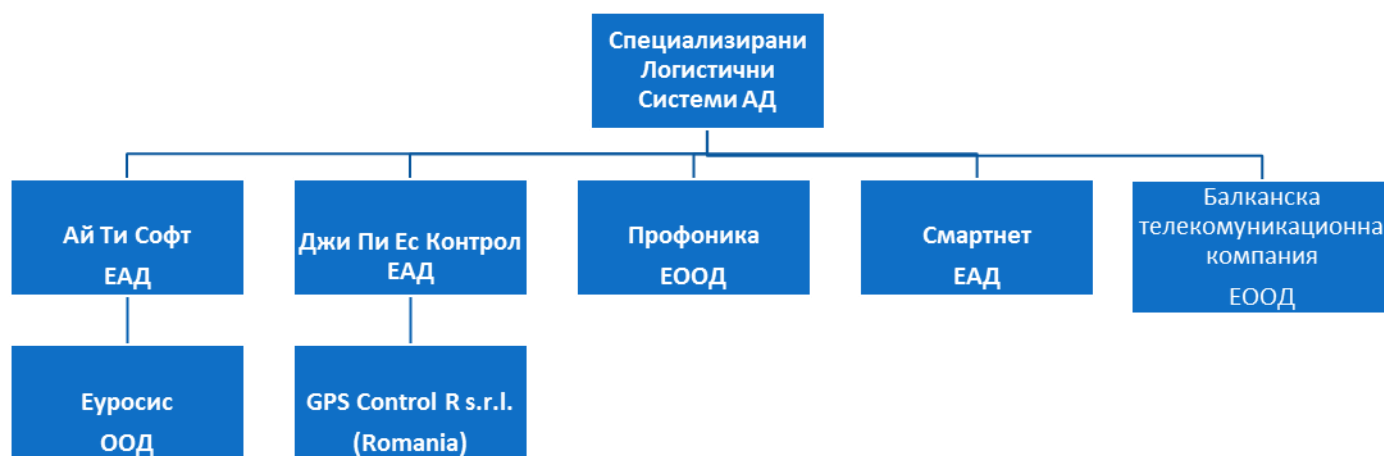 Специализирани
Логистични
Системи АД
Ай Ти Софт
ЕАД
Джи Пи Ес Контрол
ЕАД
Профоника
ЕООД
Смартнет
ЕАД
Балканска
телекомуникационна
компания
ЕООД
Еуросис
ООД
GPS Control R s.r.l.
(Romania)